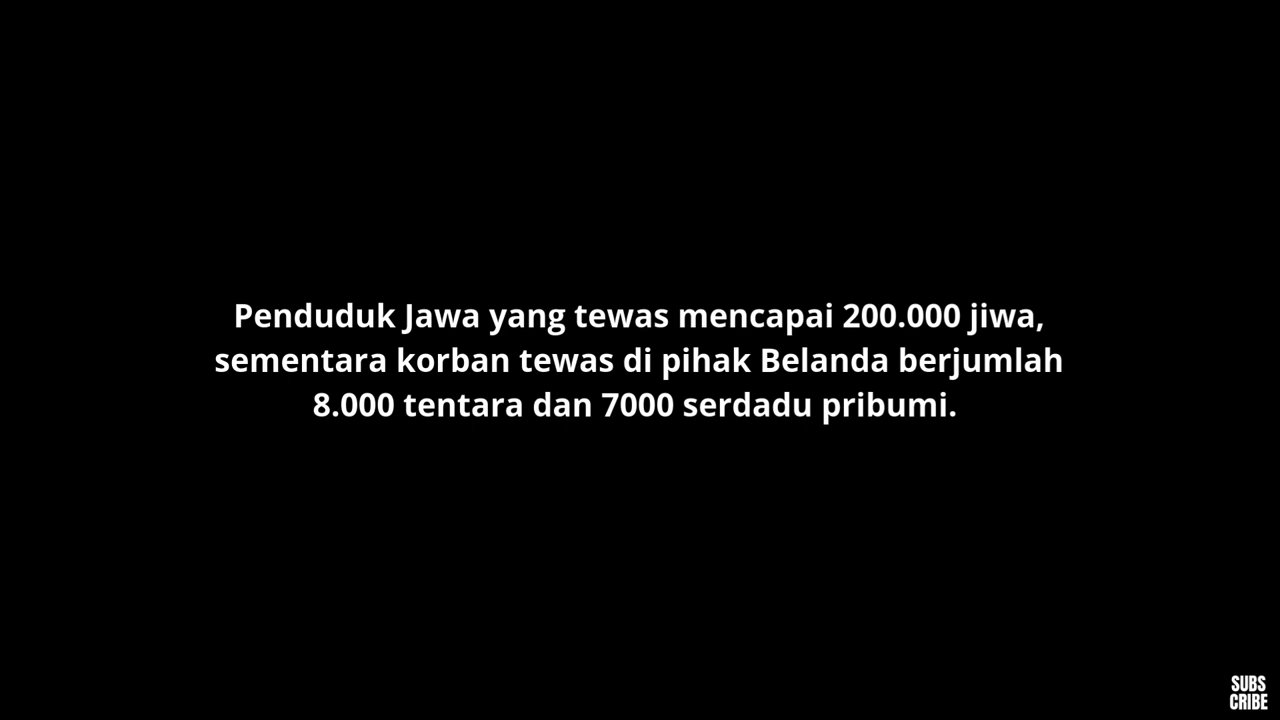 Penduduk Jawa yang tewas mencapai 200.000 jiwa,
sementara korban tewas di pihak Belanda berjumlah
8.000 tentara dan 7000 serdadu pribumi.
SUBS
CRIBE